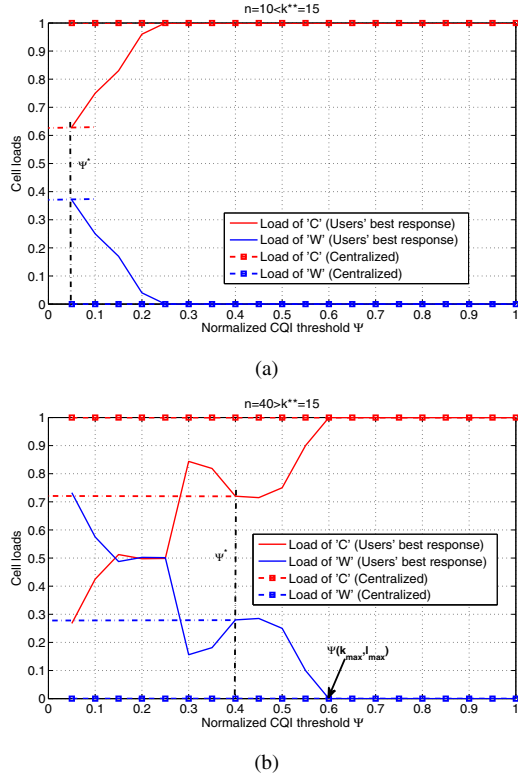 n=10<k**=15
1
0.9
0.8
0.7
0.6
0.5
0.4
0.3
0.2
0.1
0
Cell loads
Ψ*
Load of 'C' (Users' best response)
Load of 'W' (Users' best response)
Load of 'C' (Centralized)
Load of 'W' (Centralized)
0 0.1 0.2 0.3 0.4 0.5 0.6 0.7 0.8 0.9 1
Normalized CQI threshold Ψ
(a)
n=40>k**=15
1
0.9
0.8
0.7
0.6
0.5
0.4
0.3
0.2
0.1
0
Cell loads
Ψ*
Load of 'C' (Users' best response)
Load of 'W' (Users' best response)
Load of 'C' (Centralized)
Load of 'W' (Centralized)
Ψ(k_max,l_max)
0 0.1 0.2 0.3 0.4 0.5 0.6 0.7 0.8 0.9 1
Normalized CQI threshold Ψ
(b)